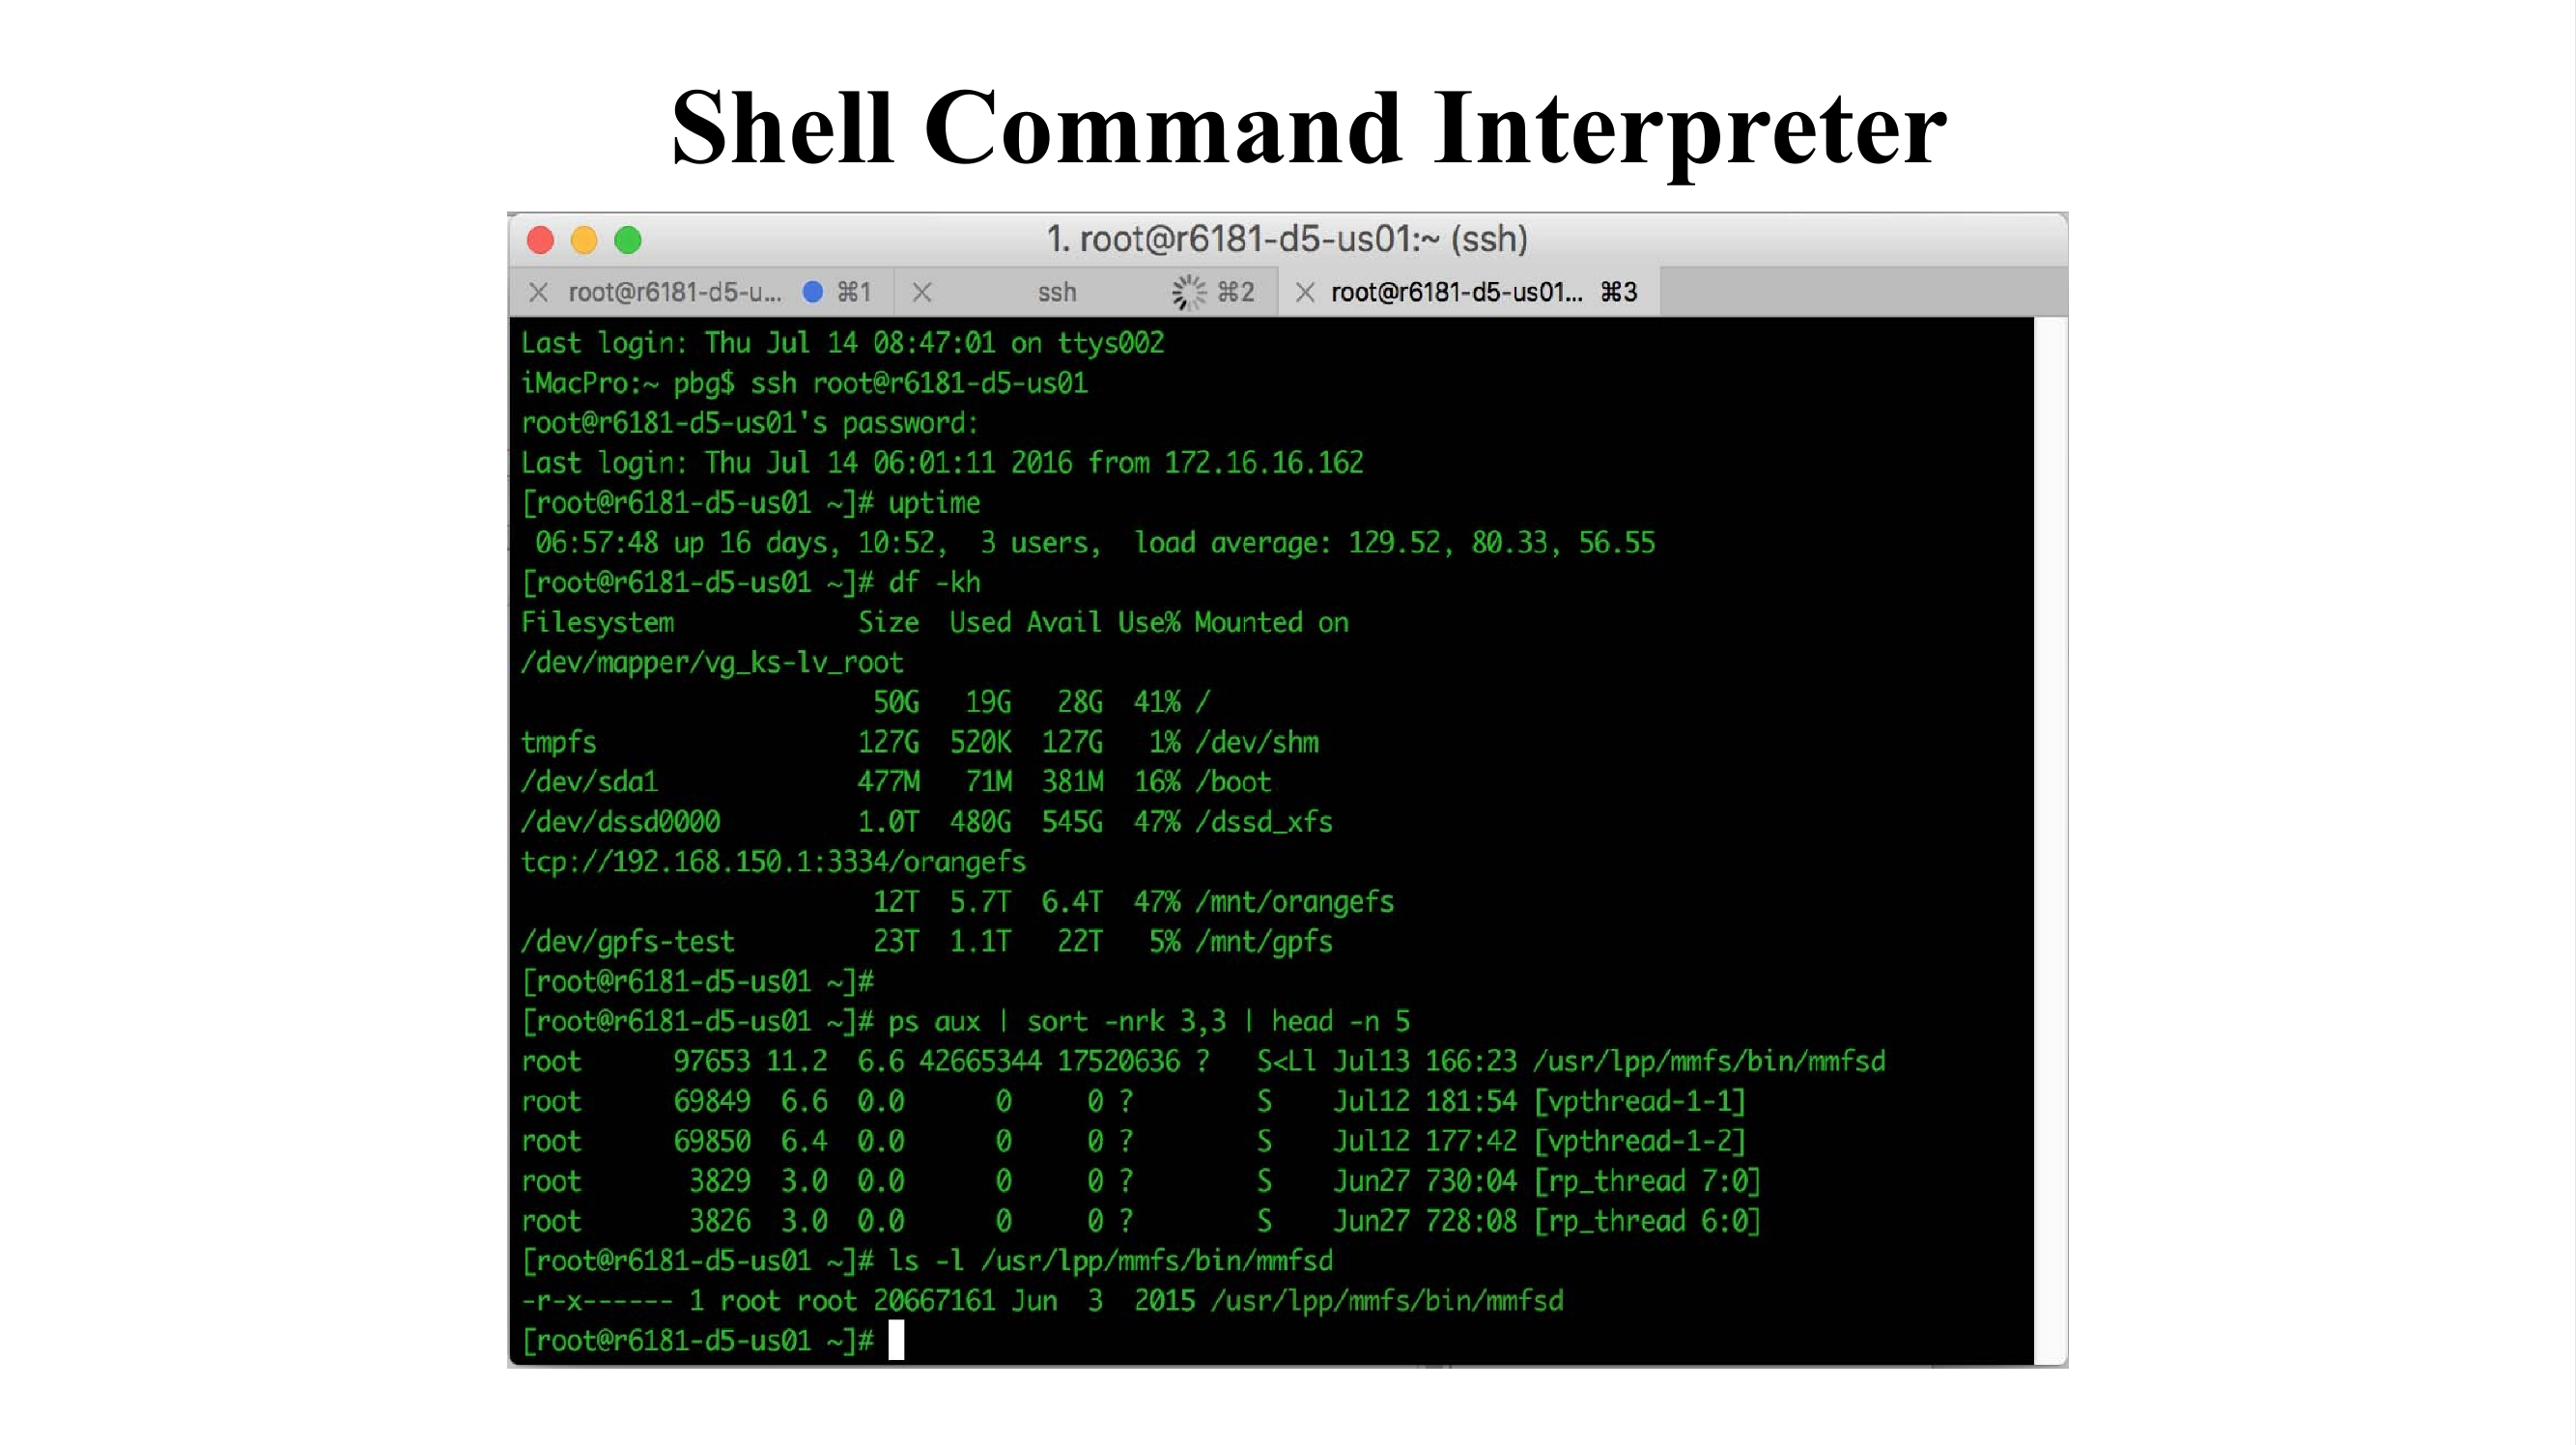 Shell Command Interpreter
1. root@r6181-d5-us01:~ (ssh)
root@r6181-d5-u... ⌘1 ssh ⌘2 root@r6181-d5-us01... ⌘3
Last login: Thu Jul 14 08:47:01 on ttys002
iMacPro:~ pbg$ ssh root@r6181-d5-us01
root@r6181-d5-us01's password:
Last login: Thu Jul 14 06:01:11 2016 from 172.16.16.162
[root@r6181-d5-us01 ~]# uptime
 06:57:48 up 16 days, 10:52,  3 users,  load average: 129.52, 80.33, 56.55
[root@r6181-d5-us01 ~]# df -kh
Filesystem            Size  Used Avail Use% Mounted on
/dev/mapper/vg_ks-lv_root
                       50G   19G   28G  41% /
tmpfs                 127G  520K  127G   1% /dev/shm
/dev/sda1             477M   71M  381M  16% /boot
/dev/dssd0000         1.0T  480G  545G  47% /dssd_xfs
tcp://192.168.150.1:3334/orangefs
                       12T  5.7T  6.4T  47% /mnt/orangefs
/dev/gpfs-test         23T  1.1T   22T   5% /mnt/gpfs
[root@r6181-d5-us01 ~]#
[root@r6181-d5-us01 ~]# ps aux | sort -nrk 3,3 | head -n 5
root      97653 11.2  6.6 42665344 17520636 ?   S<Ll Jul13 166:23 /usr/lpp/mmfs/bin/mmfsd
root      69849  6.6  0.0      0     0 ?        S    Jul12 181:54 [vpthread-1-1]
root      69850  6.4  0.0      0     0 ?        S    Jul12 177:42 [vpthread-1-2]
root       3829  3.0  0.0      0     0 ?        S    Jun27 730:04 [rp_thread 7:0]
root       3826  3.0  0.0      0     0 ?        S    Jun27 728:08 [rp_thread 6:0]
[root@r6181-d5-us01 ~]# ls -l /usr/lpp/mmfs/bin/mmfsd
-r-x------ 1 root root 20667161 Jun  3  2015 /usr/lpp/mmfs/bin/mmfsd
[root@r6181-d5-us01 ~]#